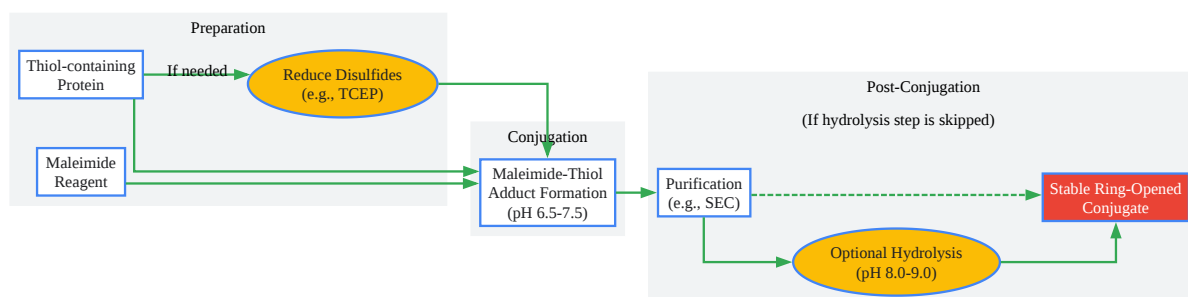 Preparation
Thiol-containing
Protein
If needed
Reduce Disulfides
(e.g., TCEP)
Maleimide
Reagent
Conjugation
Maleimide-Thiol
Adduct Formation
(pH 6.5-7.5)
Post-Conjugation
(If hydrolysis step is skipped)
Purification
(e.g., SEC)
Stable Ring-Opened
Conjugate
Optional Hydrolysis
(pH 8.0-9.0)